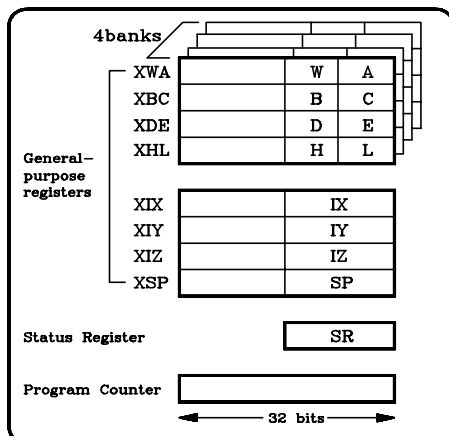 4banks
XWA W A
XBC B C
XDE D E
XHL H L
General-
purpose
registers
XIX IX
XIY IY
XIZ IZ
XSP SP
Status Register SR
Program Counter
32 bits